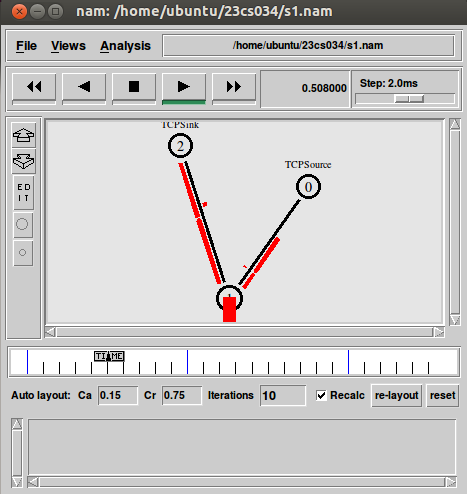 nam: /home/ubuntu/23cs034/s1.nam
File Views Analysis /home/ubuntu/23cs034/s1.nam
0.508000 Step: 2.0ms
TCPSink
2
TCPSource
0
EDIT
TIME
Auto layout: Ca 0.15 Cr 0.75 Iterations 10 Recalc re-layout reset